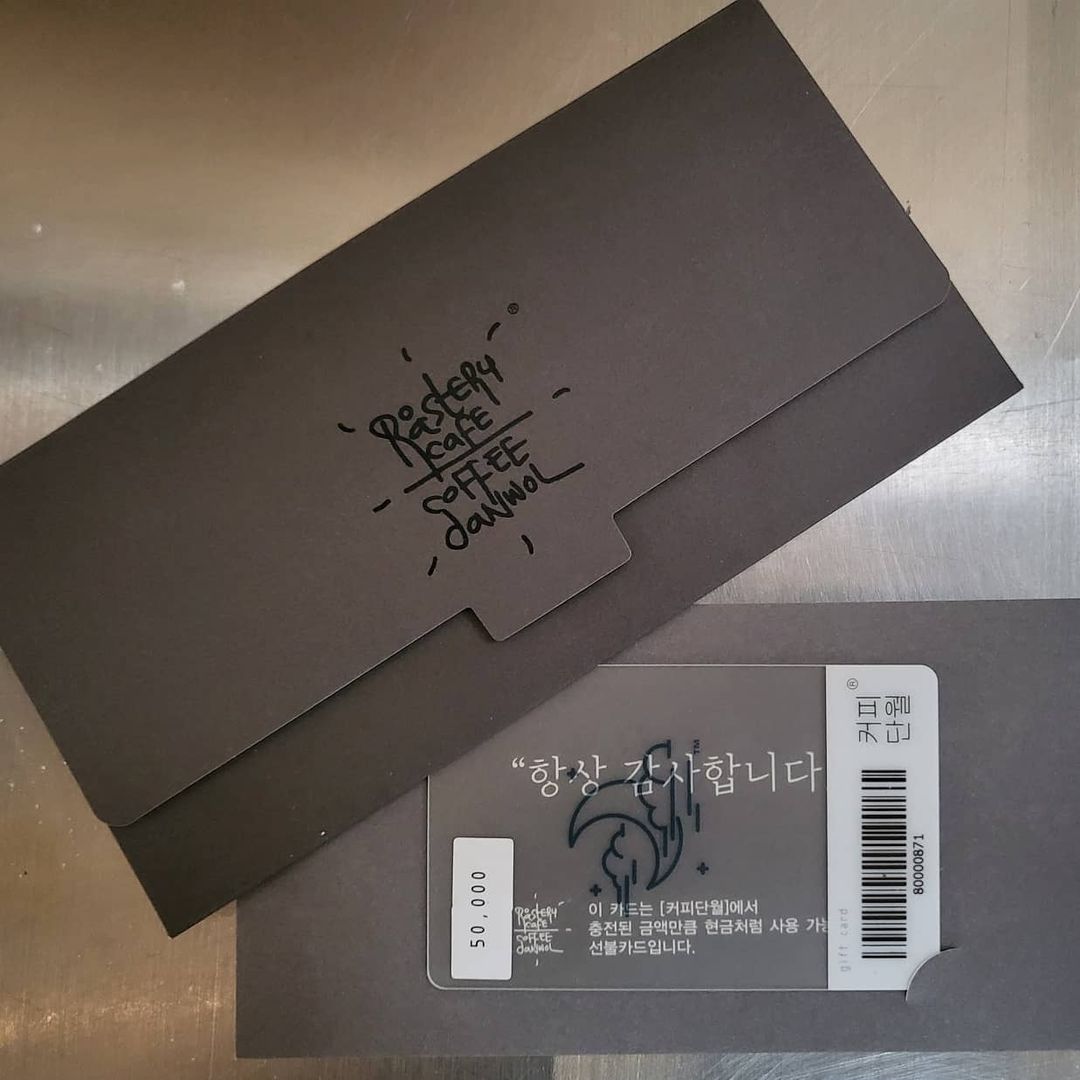 ®
RoastERY
cafE
COFFEE
daNWOL
“항상 감사합니다
TM
50,000
RoastERY
cafE
COFFEE
daNWOL
이 카드는 [커피단월]에서
충전된 금액만큼 현금처럼 사용 가능
선불카드입니다.
커피
단월
®
80000871
gift card